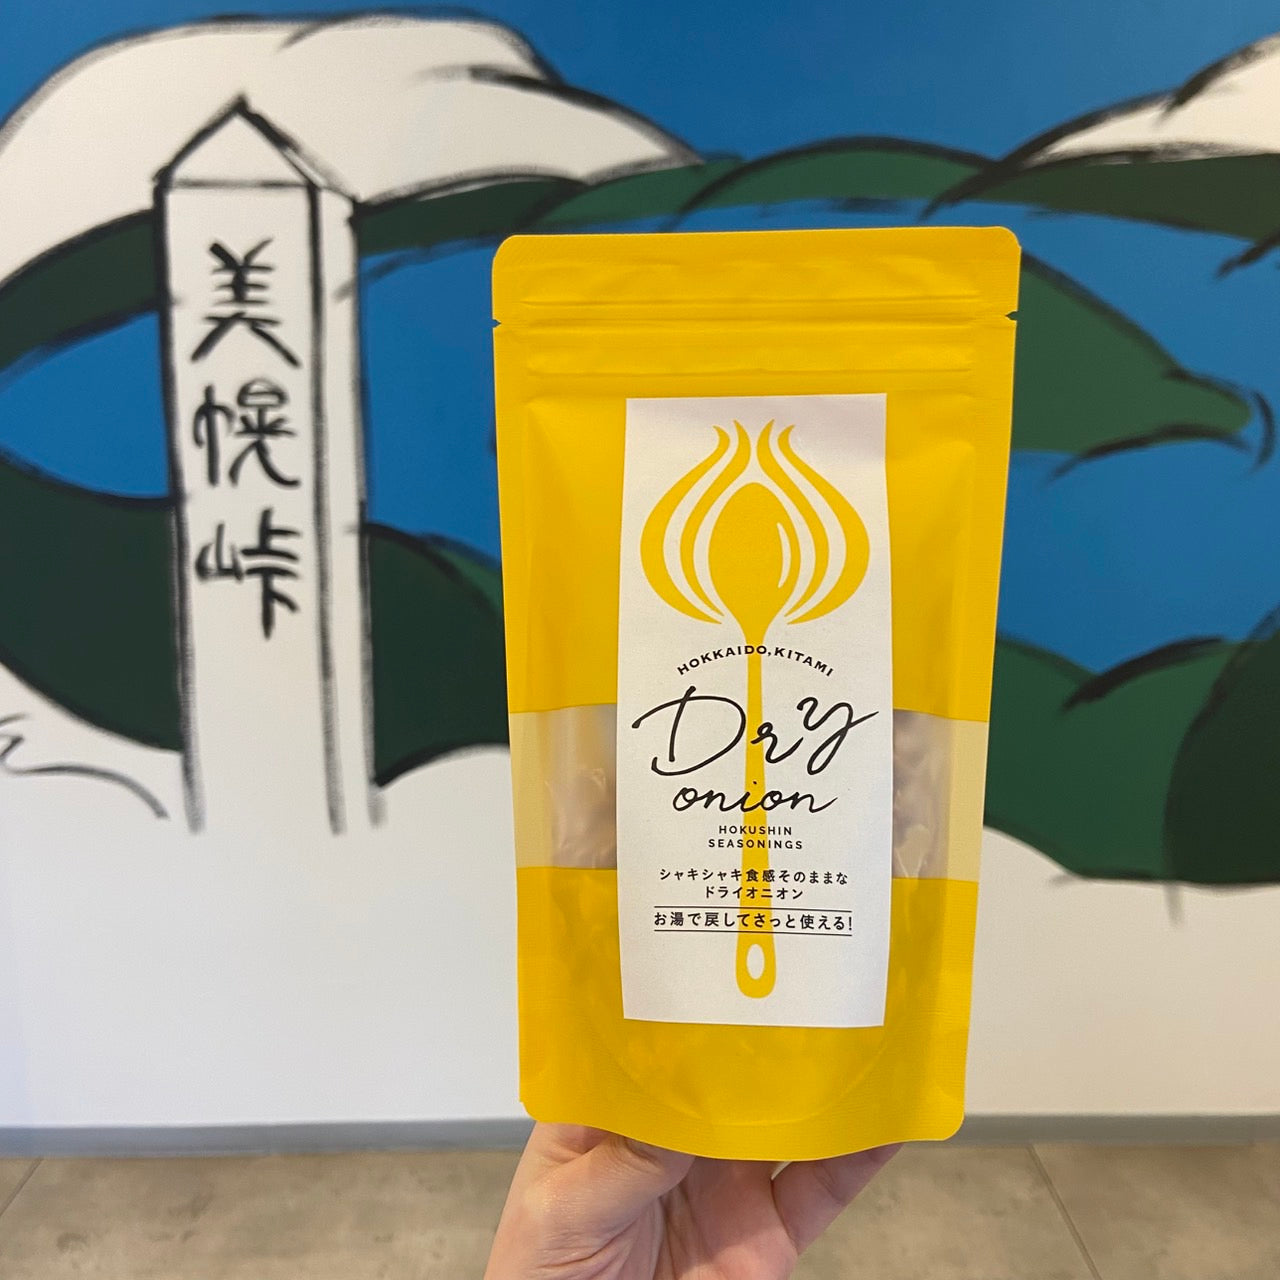 美幌峠
HOKKAIDO, KITAMI
Dry
onion
HOKUSHIN
SEASONINGS
シャキシャキ食感そのままな
ドライオニオン
お湯で戻してさっと使える!